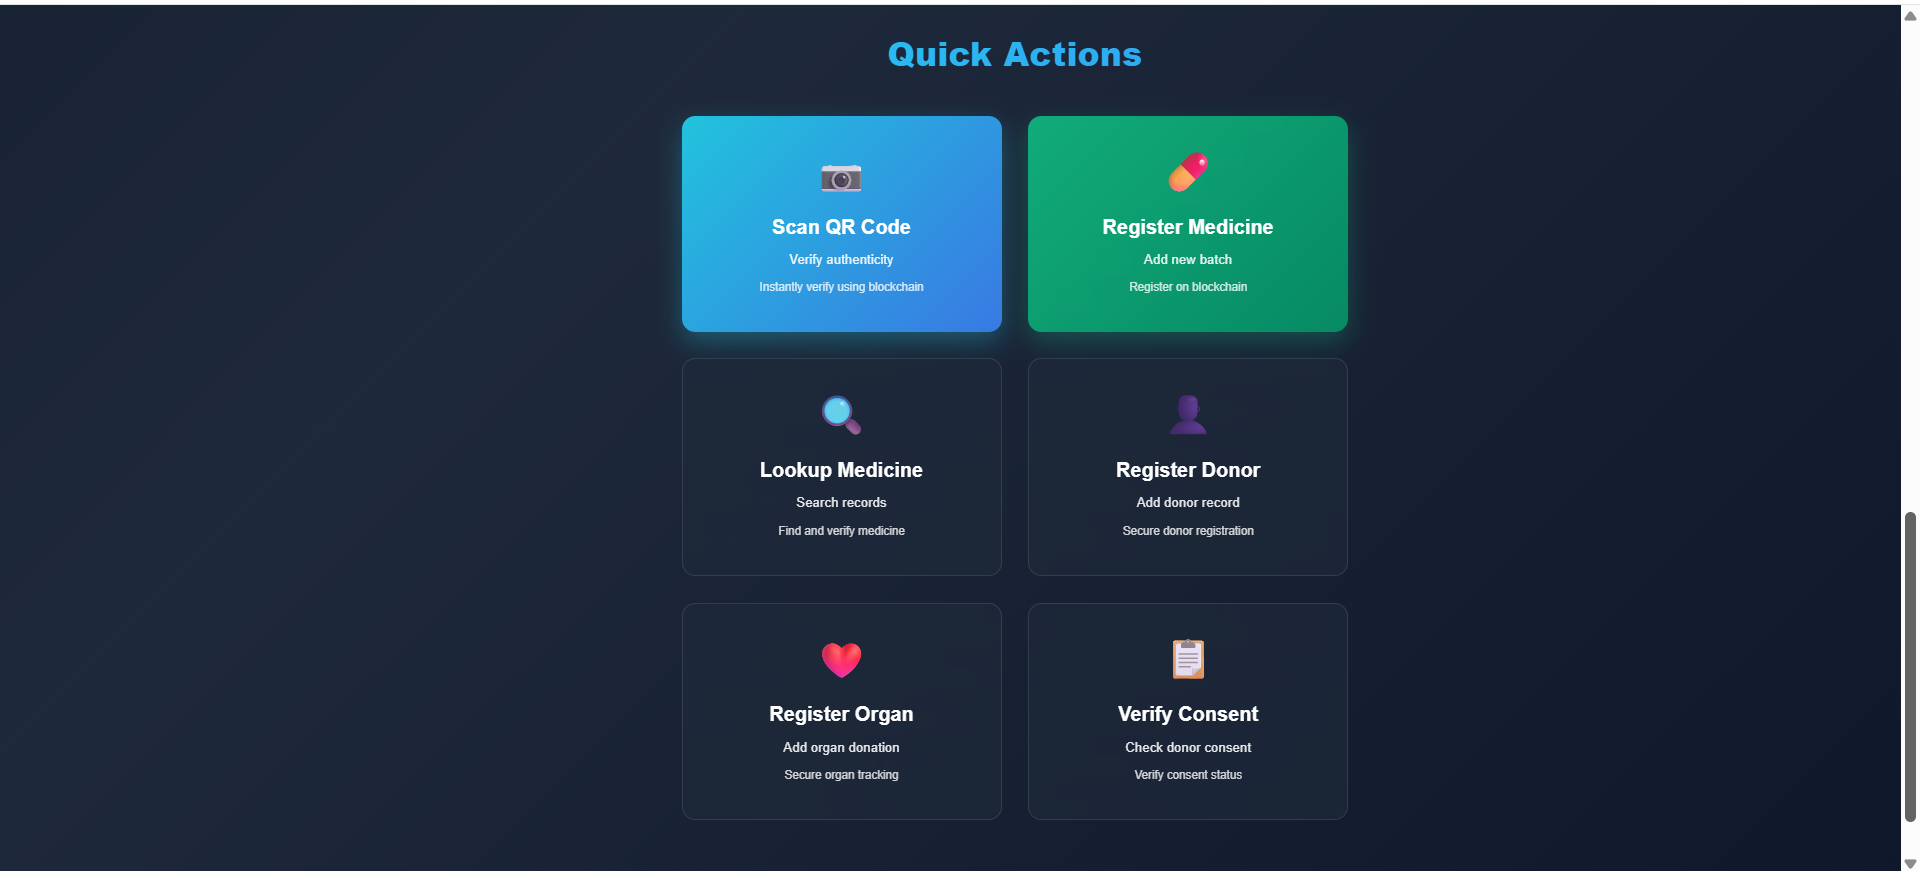 Quick Actions
Scan QR Code
Verify authenticity
Instantly verify using blockchain
Register Medicine
Add new batch
Register on blockchain
Lookup Medicine
Search records
Find and verify medicine
Register Donor
Add donor record
Secure donor registration
Register Organ
Add organ donation
Secure organ tracking
Verify Consent
Check donor consent
Verify consent status